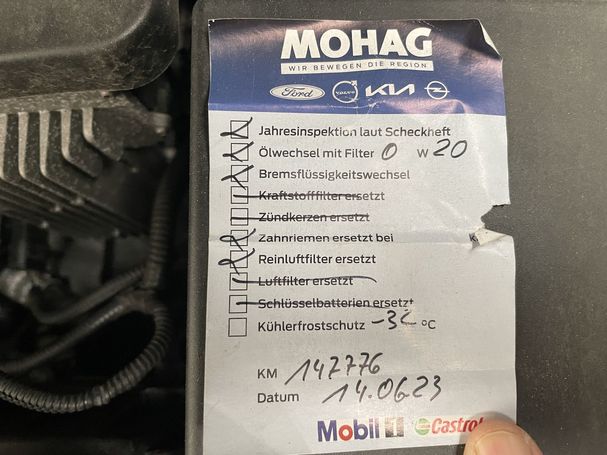 MOHAG
WIR BEWEGEN DIE REGION
Ford VOLVO KIA
Jahresinspektion laut Scheckheft
Ölwechsel mit Filter 0 W 20
Bremsflüssigkeitswechsel
Kraftstofffilter ersetzt
Zündkerzen ersetzt
Zahnriemen ersetzt bei
Reinluftfilter ersetzt
Luftfilter ersetzt
Schlüsselbatterien ersetzt
Kühlerfrostschutz °C
KM 147776
Datum 14.06.23
Mobil 1 Castrol